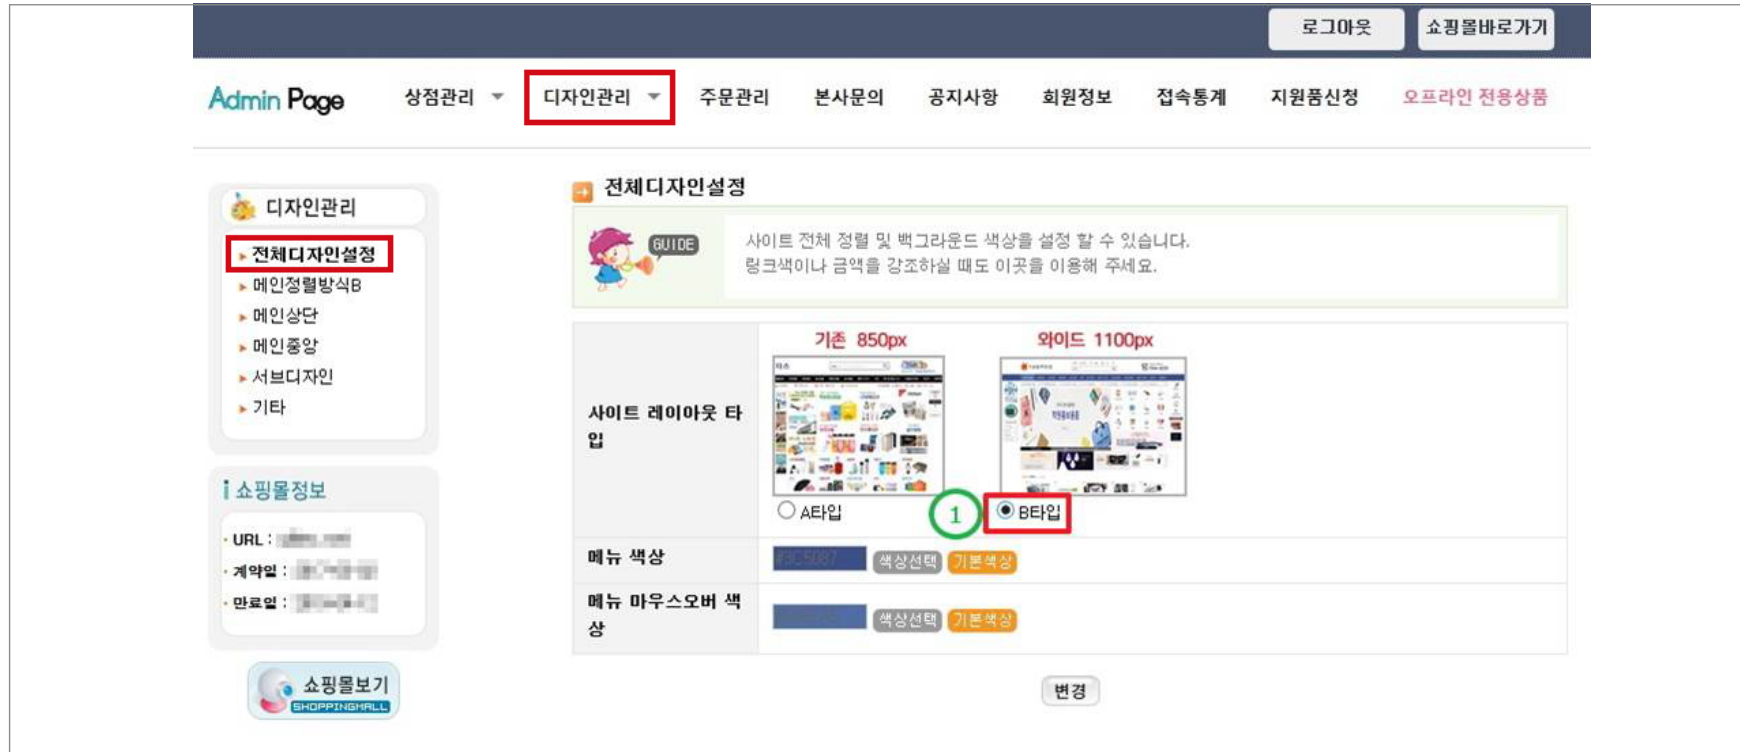 로그아웃
쇼핑몰바로가기
Admin Page
상점관리
디자인관리
주문관리
본사문의
공지사항
회원정보
접속통계
지원품신청
오프라인 전용상품
디자인관리
전체디자인설정
메인정렬방식B
메인상단
메인중앙
서브디자인
기타
쇼핑몰정보
URL :
계약일 :
만료일 :
쇼핑몰보기
SHOPPINGMALL
전체디자인설정
GUIDE
사이트 전체 정렬 및 백그라운드 색상을 설정 할 수 있습니다.
링크색이나 금액을 강조하실 때도 이곳을 이용해 주세요.
사이트 레이아웃 타
입
기존 850px
와이드 1100px
A타입
1
B타입
메뉴 색상
색상선택
기본색상
메뉴 마우스오버 색
상
색상선택
기본색상
변경